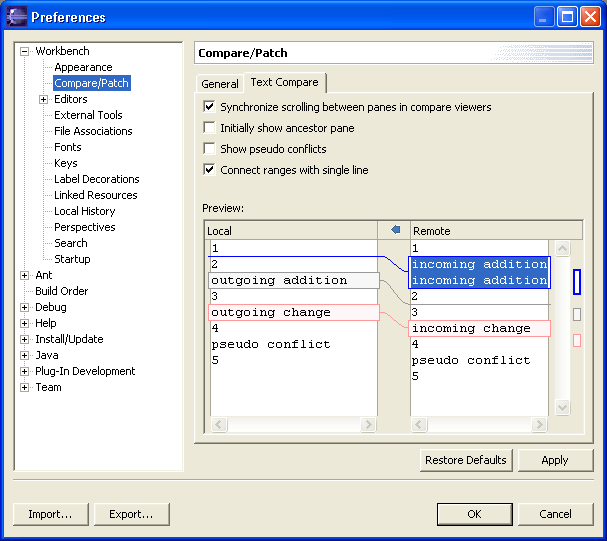 Preferences
Workbench
Appearance
Compare/Patch
Editors
External Tools
File Associations
Fonts
Keys
Label Decorations
Linked Resources
Local History
Perspectives
Search
Startup
Ant
Build Order
Debug
Help
Install/Update
Java
Plug-In Development
Team
Compare/Patch
General
Text Compare
Synchronize scrolling between panes in compare viewers
Initially show ancestor pane
Show pseudo conflicts
Connect ranges with single line
Preview:
Local
1
2
outgoing addition
3
outgoing change
4
pseudo conflict
5
Remote
1
incoming addition
incoming addition
2
3
incoming change
4
pseudo conflict
5
Restore Defaults
Apply
Import...
Export...
OK
Cancel